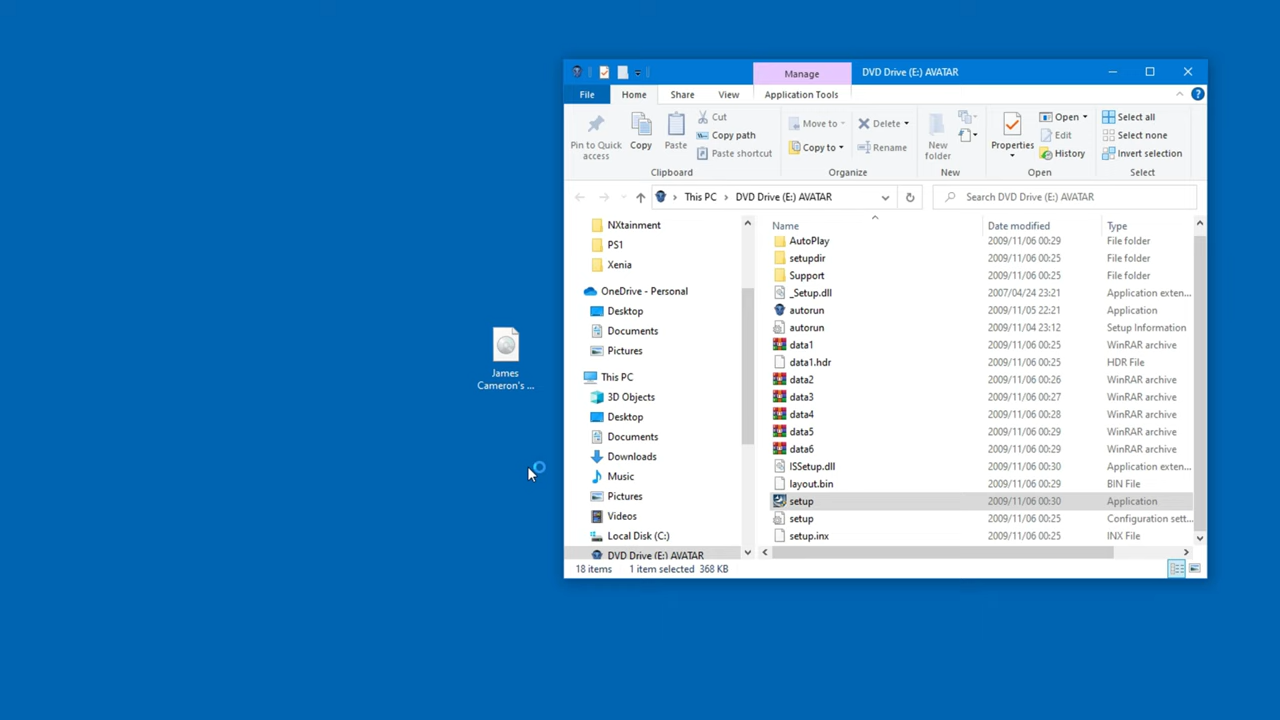 Manage
DVD Drive (E:) AVATAR
File
Home
Share
View
Application Tools
Pin to Quick
access
Copy
Paste
Cut
Copy path
Paste shortcut
Clipboard
Move to
Copy to
Delete
Rename
Organize
New
folder
New
Properties
Open
Edit
History
Open
Select all
Select none
Invert selection
Select
This PC
DVD Drive (E:) AVATAR
Search DVD Drive (E:) AVATAR
NXtainment
PS1
Xenia
OneDrive - Personal
Desktop
Documents
Pictures
This PC
3D Objects
Desktop
Documents
Downloads
Music
Pictures
Videos
Local Disk (C:)
DVD Drive (E:) AVATAR
Name Date modified Type
AutoPlay 2009/11/06 00:29 File folder
setupdir 2009/11/06 00:25 File folder
Support 2009/11/06 00:25 File folder
_Setup.dll 2007/04/24 23:21 Application exten...
autorun 2009/11/05 22:21 Application
autorun 2009/11/04 23:12 Setup Information
data1 2009/11/06 00:25 WinRAR archive
data1.hdr 2009/11/06 00:25 HDR File
data2 2009/11/06 00:26 WinRAR archive
data3 2009/11/06 00:27 WinRAR archive
data4 2009/11/06 00:28 WinRAR archive
data5 2009/11/06 00:29 WinRAR archive
data6 2009/11/06 00:29 WinRAR archive
ISSetup.dll 2009/11/06 00:30 Application exten...
layout.bin 2009/11/06 00:29 BIN File
setup 2009/11/06 00:30 Application
setup 2009/11/06 00:25 Configuration sett...
setup.inx 2009/11/06 00:25 INX File
18 items 1 item selected 368 KB
James
Cameron's ...